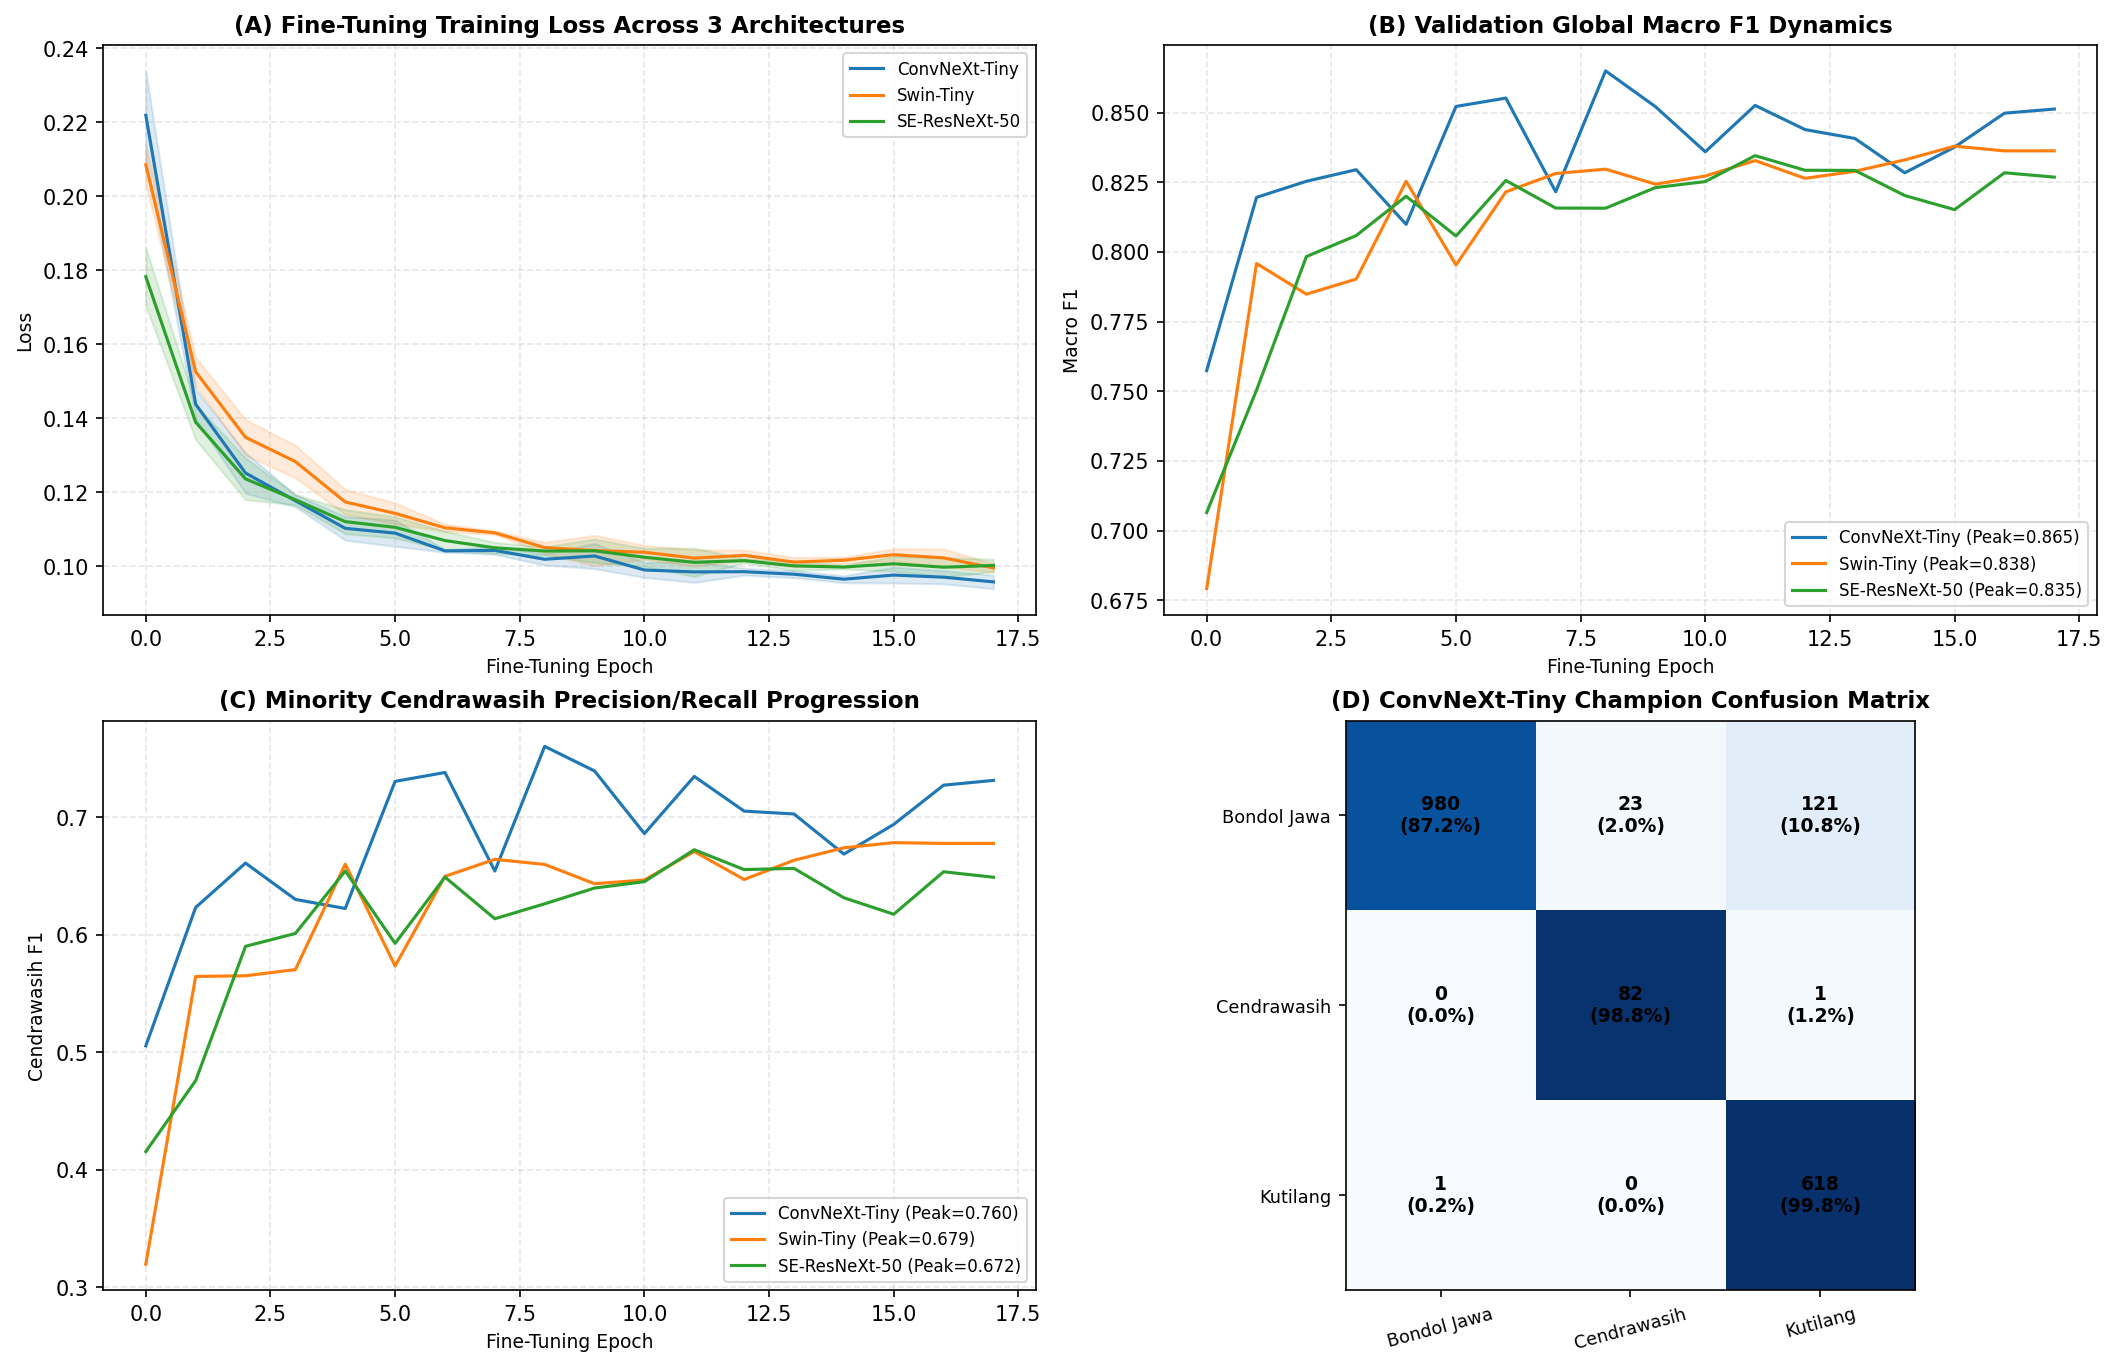 (A) Fine-Tuning Training Loss Across 3 Architectures
0.24
0.22
0.20
0.18
0.16
0.14
0.12
0.10
Loss
ConvNeXt-Tiny
Swin-Tiny
SE-ResNeXt-50
0.0 2.5 5.0 7.5 10.0 12.5 15.0 17.5
Fine-Tuning Epoch
(B) Validation Global Macro F1 Dynamics
0.850
0.825
0.800
0.775
0.750
0.725
0.700
0.675
Macro F1
ConvNeXt-Tiny (Peak=0.865)
Swin-Tiny (Peak=0.838)
SE-ResNeXt-50 (Peak=0.835)
0.0 2.5 5.0 7.5 10.0 12.5 15.0 17.5
Fine-Tuning Epoch
(C) Minority Cendrawasih Precision/Recall Progression
0.7
0.6
0.5
0.4
0.3
Cendrawasih F1
ConvNeXt-Tiny (Peak=0.760)
Swin-Tiny (Peak=0.679)
SE-ResNeXt-50 (Peak=0.672)
0.0 2.5 5.0 7.5 10.0 12.5 15.0 17.5
Fine-Tuning Epoch
(D) ConvNeXt-Tiny Champion Confusion Matrix
980 23 121
Bondol Jawa
(87.2%) (2.0%) (10.8%)
0 82 1
Cendrawasih
(0.0%) (98.8%) (1.2%)
1 0 618
Kutilang
(0.2%) (0.0%) (99.8%)
Bondol Jawa Cendrawasih Kutilang